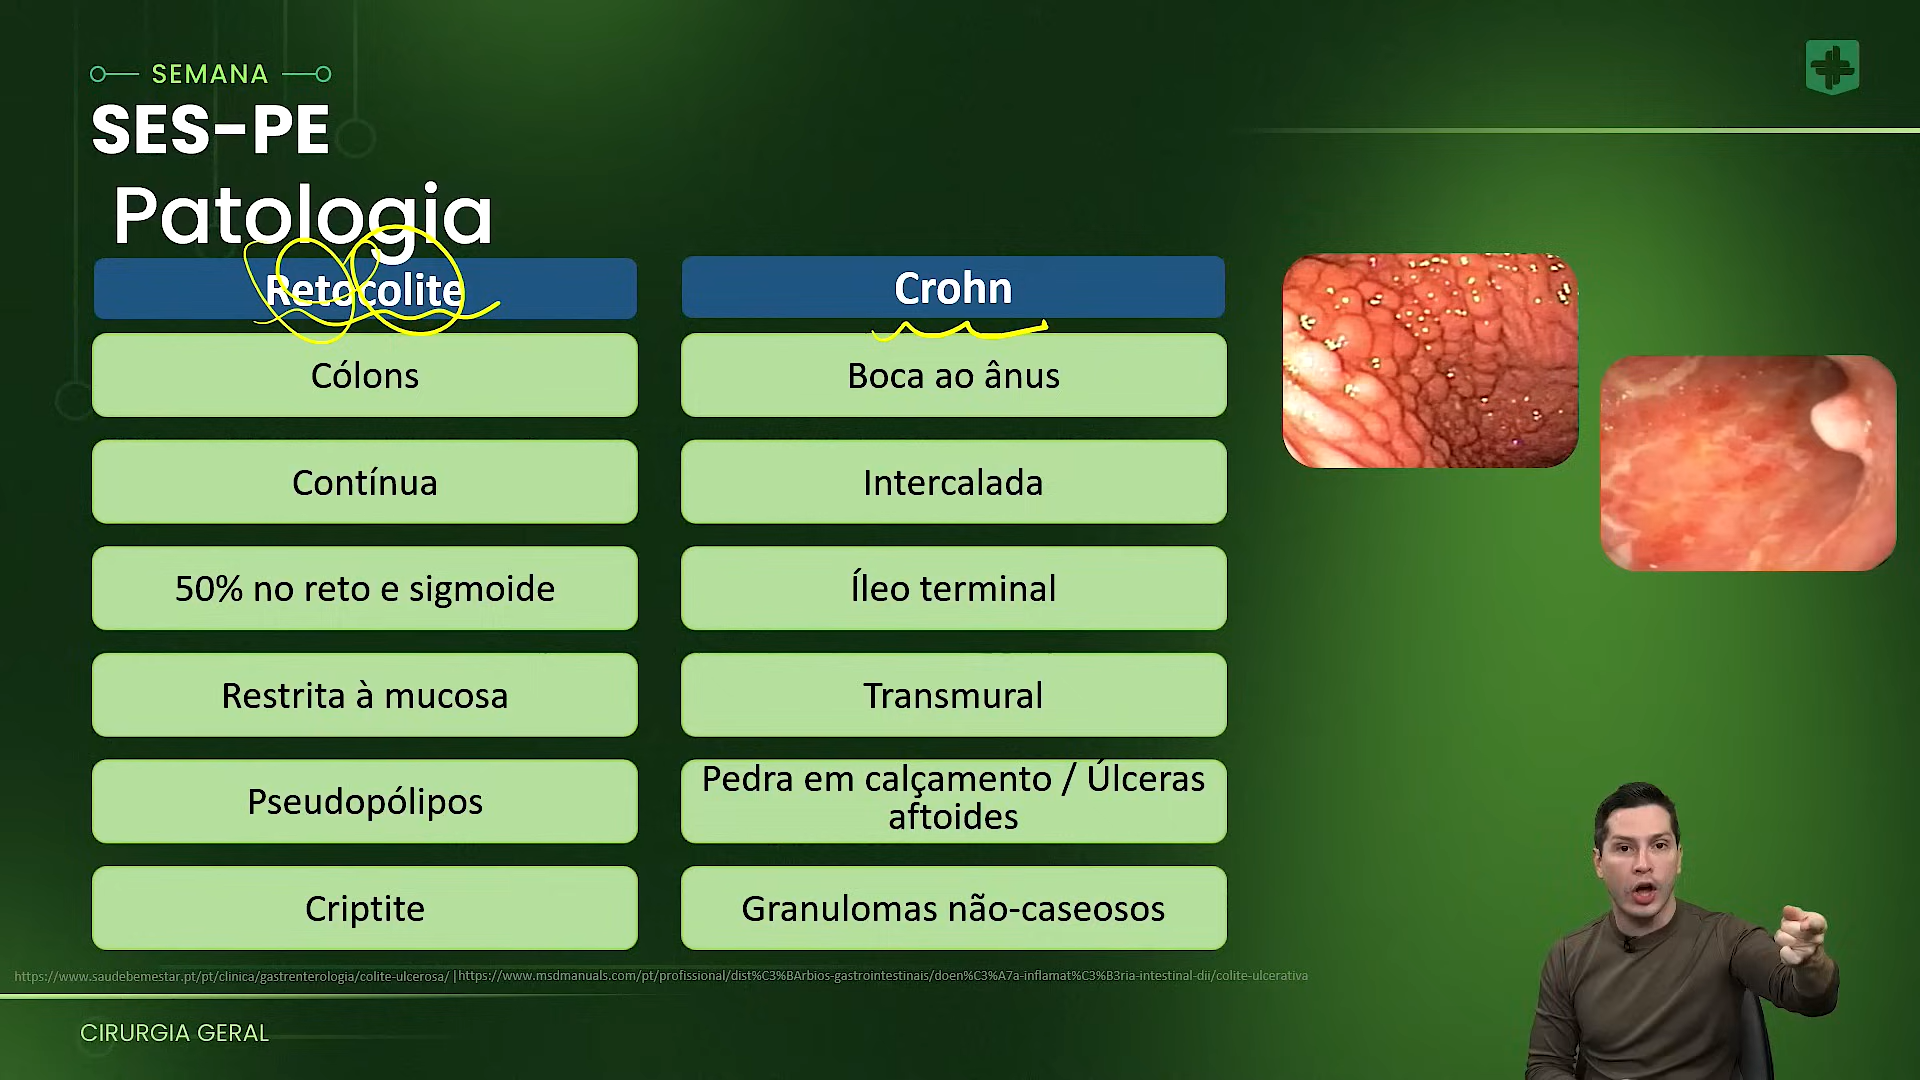 SEMANA
SES-PE
Patologia
Retocolite
Crohn
Cólons
Boca ao ânus
Contínua
Intercalada
50% no reto e sigmoide
Íleo terminal
Restrita à mucosa
Transmural
Pseudopólipos
Pedra em calçamento / Úlceras
aftoides
Criptite
Granulomas não-caseosos
https://www.saudebemestar.pt/pt/clinica/gastrenterologia/colite-ulcerosa/ |https://www.msdmanuals.com/pt/profissional/dist%C3%BArbios-gastrointestinais/doen%C3%A7a-inflamat%C3%B3ria-intestinal-dii/colite-ulcerativa
CIRURGIA GERAL